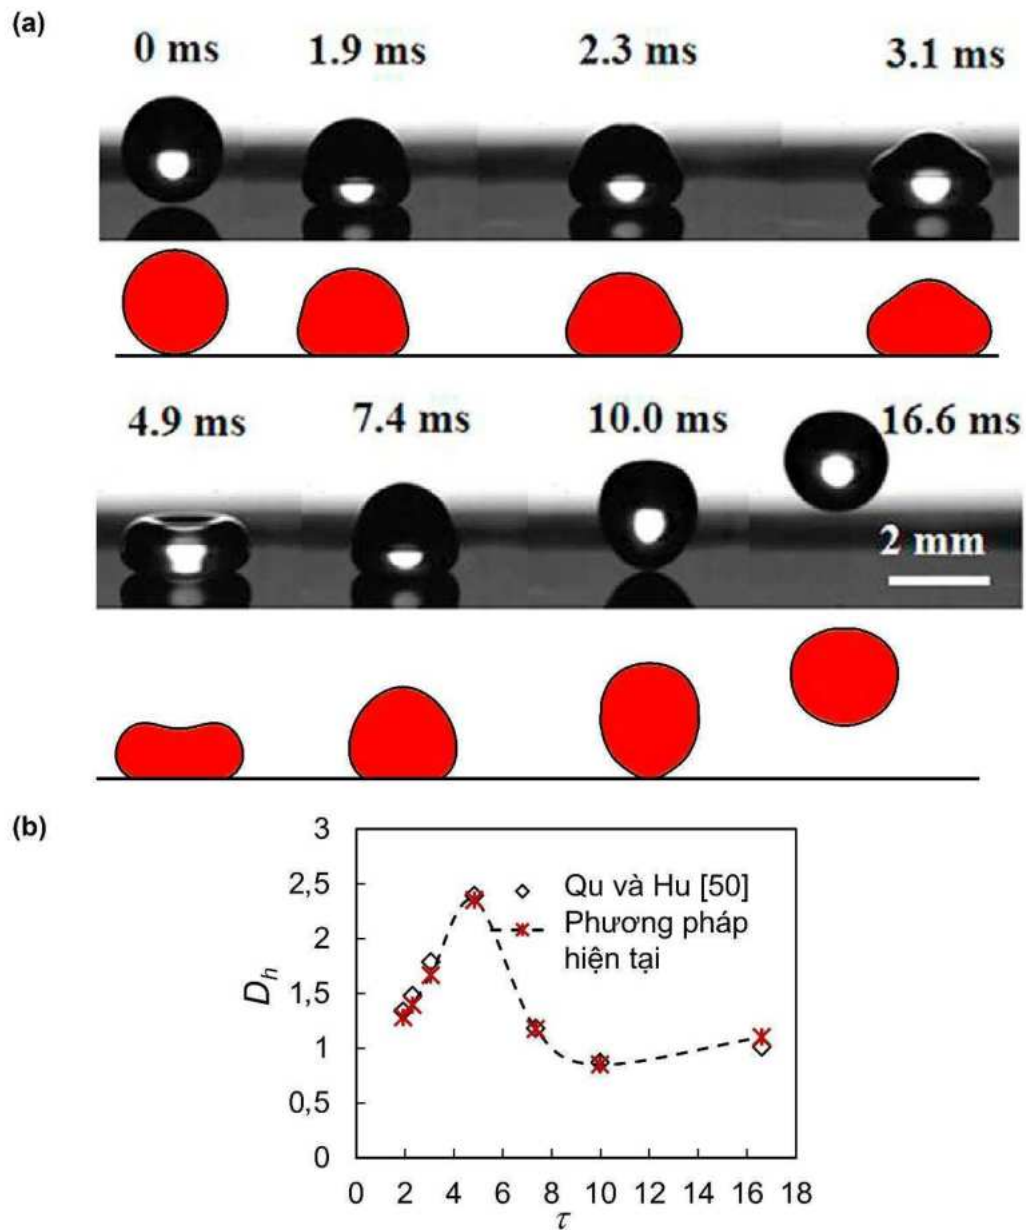 (a)
0 ms
1.9 ms
2.3 ms
3.1 ms
4.9 ms
7.4 ms
10.0 ms
16.6 ms
2 mm
(b)
3
2,5
2
1,5
1
0,5
0
D_h
Qu và Hu [50]
Phương pháp
hiện tại
0 2 4 6 8 10 12 14 16 18
τ